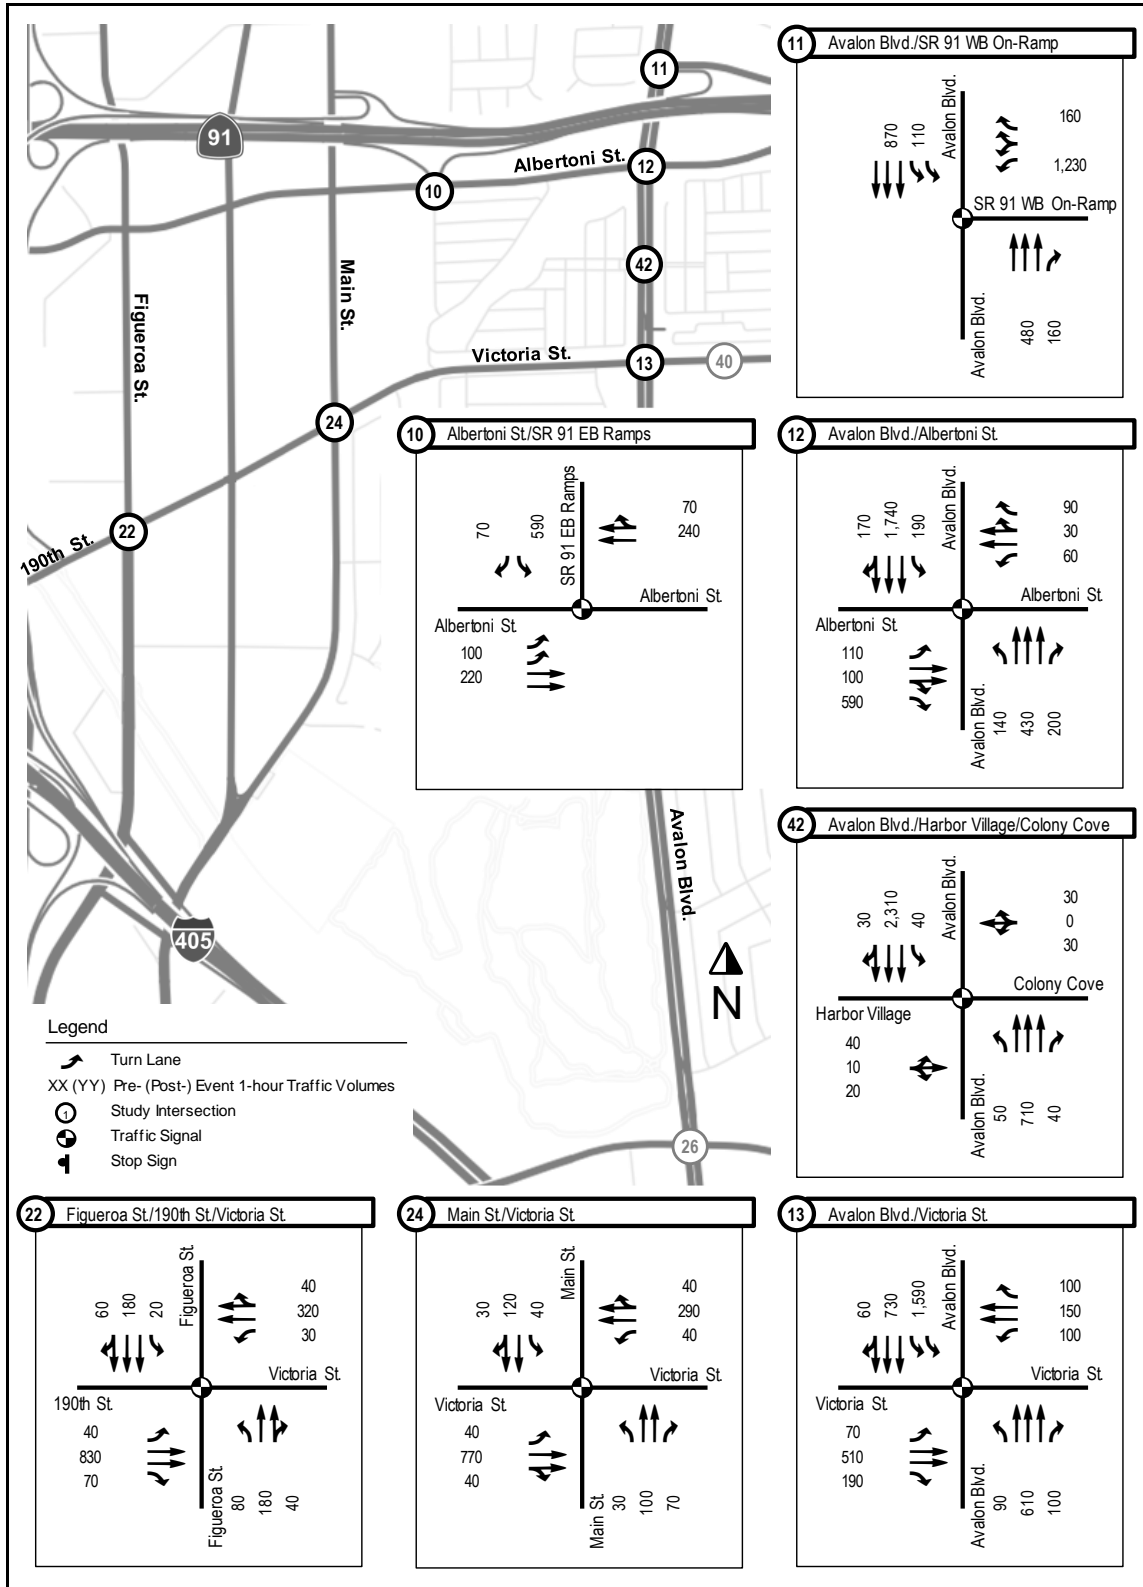 11
91
Albertoni St.
12
10
42
Figueroa St.
Main St.
Victoria St.
13
40
24
22
190th St.
405
Avalon Blvd.
N
26
Legend
Turn Lane
XX (YY) Pre- (Post-) Event 1-hour Traffic Volumes
1 Study Intersection
Traffic Signal
Stop Sign
11 Avalon Blvd./SR 91 WB On-Ramp
870
110
Avalon Blvd.
160
1,230
SR 91 WB On-Ramp
Avalon Blvd.
480
160
10 Albertoni St./SR 91 EB Ramps
70
590
SR 91 EB Ramps
70
240
Albertoni St.
Albertoni St.
100
220
12 Avalon Blvd./Albertoni St.
170
1,740
190
Avalon Blvd.
90
30
60
Albertoni St.
Albertoni St.
110
100
590
Avalon Blvd.
140
430
200
42 Avalon Blvd./Harbor Village/Colony Cove
30
2,310
40
Avalon Blvd.
30
0
30
Colony Cove
Harbor Village
40
10
20
Avalon Blvd.
50
710
40
22 Figueroa St./190th St./Victoria St.
60
180
20
Figueroa St.
40
320
30
Victoria St.
190th St.
40
830
70
Figueroa St.
80
180
40
24 Main St./Victoria St.
30
120
40
Main St.
40
290
40
Victoria St.
Victoria St.
40
770
40
Main St.
30
100
70
13 Avalon Blvd./Victoria St.
60
730
1,590
Avalon Blvd.
100
150
100
Victoria St.
Victoria St.
70
510
190
Avalon Blvd.
90
610
100